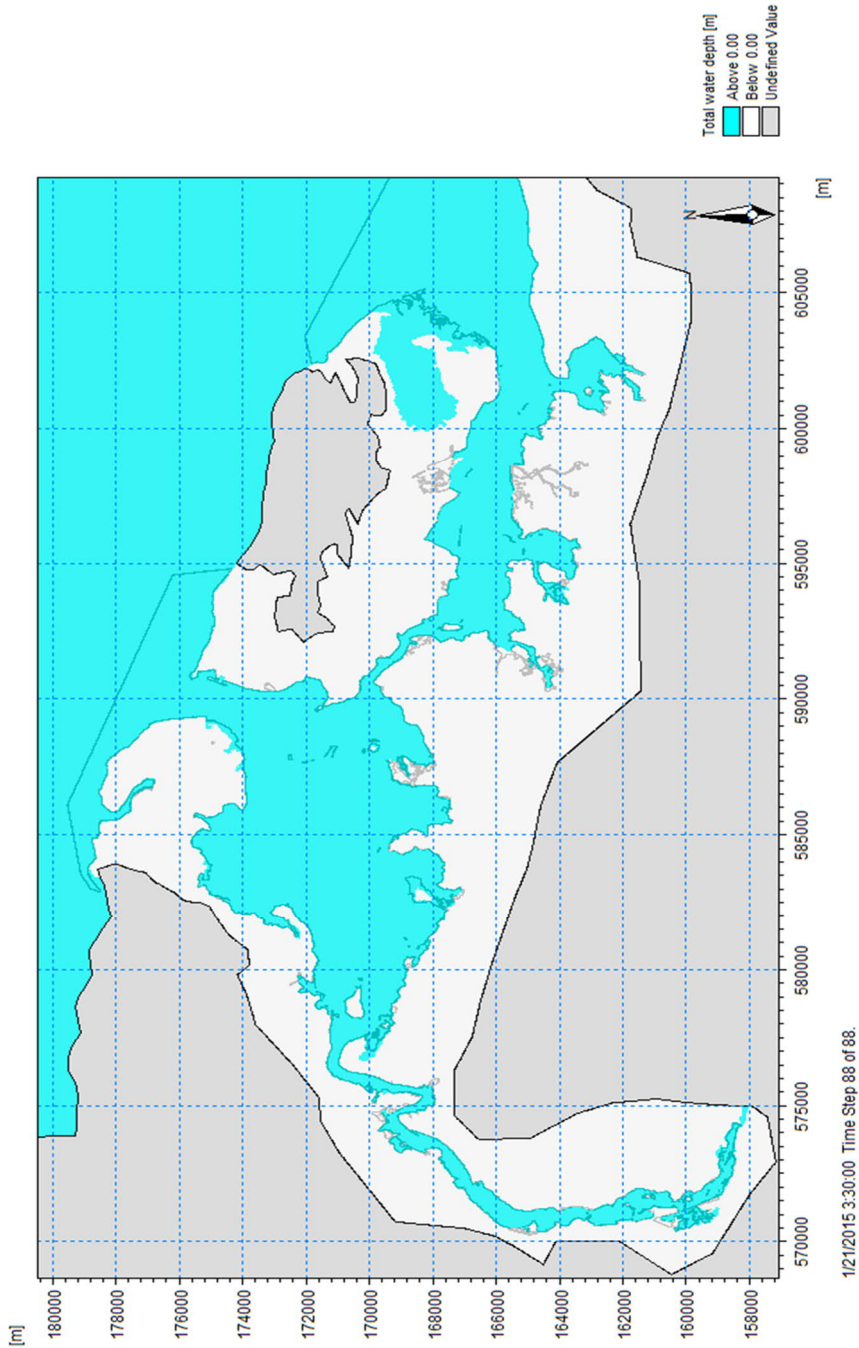 [m]
180000
178000
176000
174000
172000
170000
168000
166000
164000
162000
160000
158000
570000
575000
580000
585000
590000
595000
600000
605000
[m]
N
Total water depth [m]
Above 0.00
Below 0.00
Undefined Value
1/21/2015 3:30:00 Time Step 88 of 88.